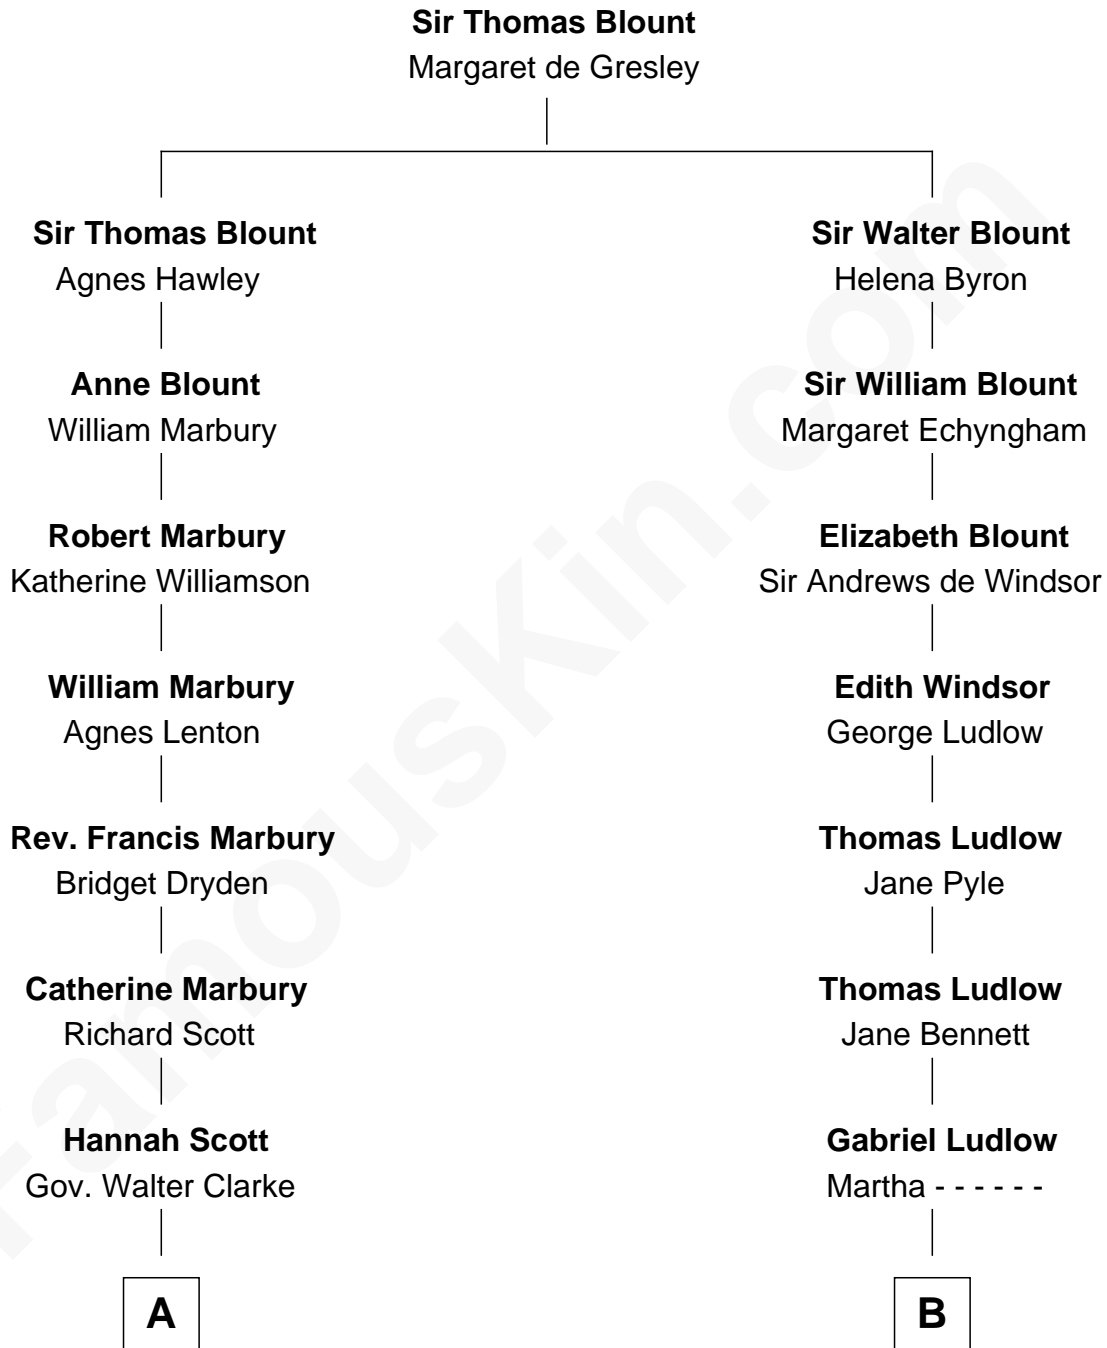 Sir Thomas Blount
Margaret de Gresley
Sir Thomas Blount
Agnes Hawley
Sir Walter Blount
Helena Byron
Anne Blount
William Marbury
Sir William Blount
Margaret Echyngham
Robert Marbury
Katherine Williamson
Elizabeth Blount
Sir Andrews de Windsor
William Marbury
Agnes Lenton
Edith Windsor
George Ludlow
Rev. Francis Marbury
Bridget Dryden
Thomas Ludlow
Jane Pyle
Catherine Marbury
Richard Scott
Thomas Ludlow
Jane Bennett
Hannah Scott
Gov. Walter Clarke
Gabriel Ludlow
Martha - - - - - -
A
B
FamousKin.com